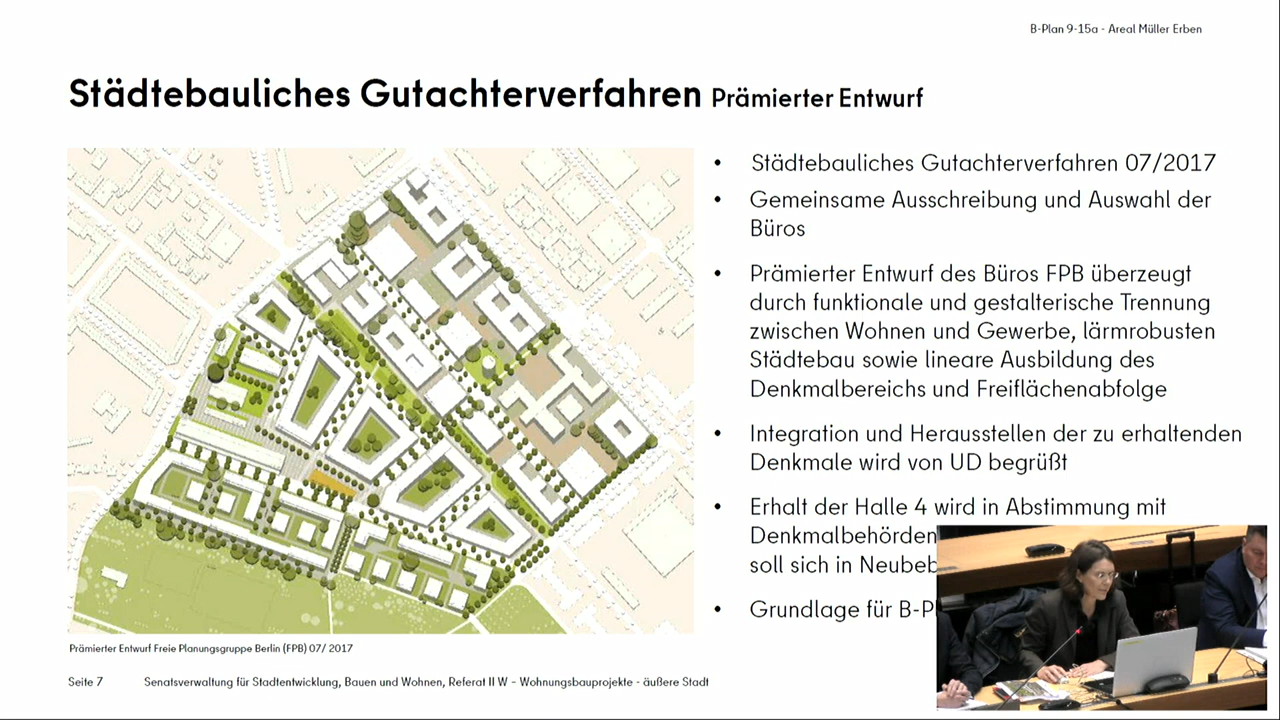 B-Plan 9-15a - Areal Müller Erben
Städtebauliches Gutachterverfahren Prämierter Entwurf
• Städtebauliches Gutachterverfahren 07/2017
• Gemeinsame Ausschreibung und Auswahl der
Büros
• Prämierter Entwurf des Büros FPB überzeugt
durch funktionale und gestalterische Trennung
zwischen Wohnen und Gewerbe, lärmrobusten
Städtebau sowie lineare Ausbildung des
Denkmalbereichs und Freiflächenabfolge
• Integration und Herausstellen der zu erhaltenden
Denkmale wird von UD begrüßt
• Erhalt der Halle 4 wird in Abstimmung mit
Denkmalbehörden
soll sich in
• Grundlage für
Prämierter Entwurf Freie Planungsgruppe Berlin (FPB) 07/ 2017
Seite 7 Senatsverwaltung für Stadtentwicklung, Bauen und Wohnen, Referat II W – Wohnungsbauprojekte - äußere Stadt